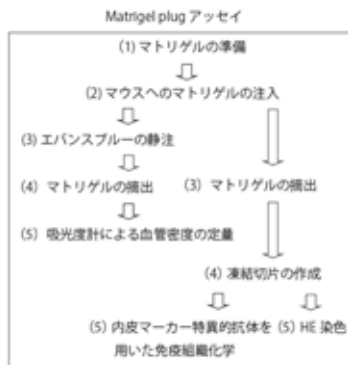 Matrigel plug アッセイ
(1) マトリゲルの準備
(2) マウスへのマトリゲルの注入
(3) エバンスブルーの静注
(4) マトリゲルの摘出
(3) マトリゲルの摘出
(5) 吸光度計による血管密度の定量
(4) 凍結切片の作成
(5) 内皮マーカー特異的抗体を
用いた免疫組織化学
(5) HE 染色